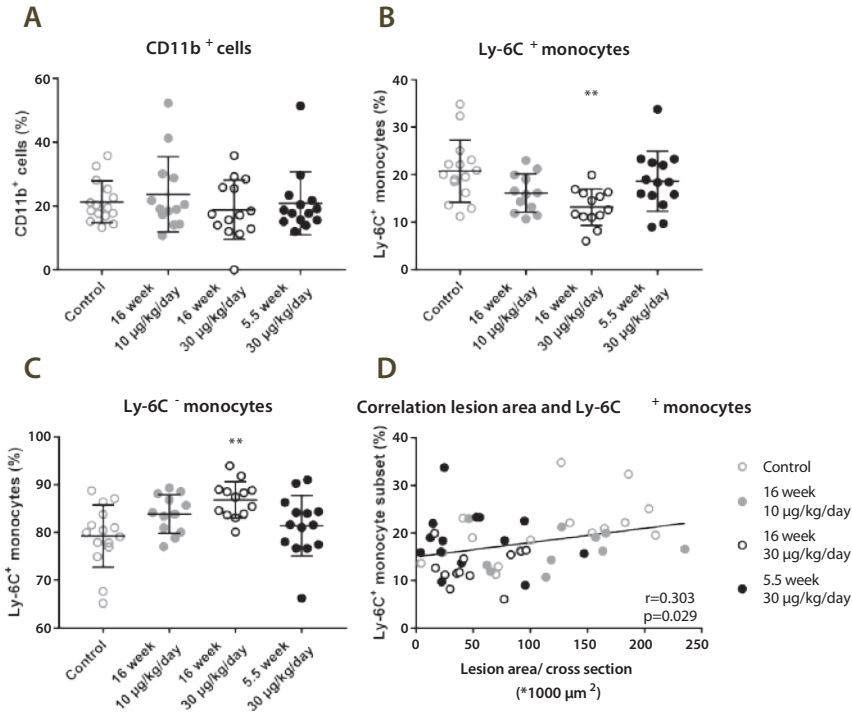 A
CD11b + cells
CD11b+ cells (%)
60
40
20
0
Control
16 week
10 µg/kg/day
16 week
30 µg/kg/day
5.5 week
30 µg/kg/day
B
Ly-6C + monocytes
Ly-6C+ monocytes (%)
40
30
20
10
0
**
Control
16 week
10 µg/kg/day
16 week
30 µg/kg/day
5.5 week
30 µg/kg/day
C
Ly-6C - monocytes
Ly-6C+ monocytes (%)
100
90
80
70
60
**
Control
16 week
10 µg/kg/day
16 week
30 µg/kg/day
5.5 week
30 µg/kg/day
D
Correlation lesion area and Ly-6C + monocytes
Ly-6C+ monocyte subset (%)
40
30
20
10
0
r=0.303
p=0.029
0 50 100 150 200 250
Lesion area/ cross section
(*1000 µm 2)
Control
16 week
10 µg/kg/day
16 week
30 µg/kg/day
5.5 week
30 µg/kg/day